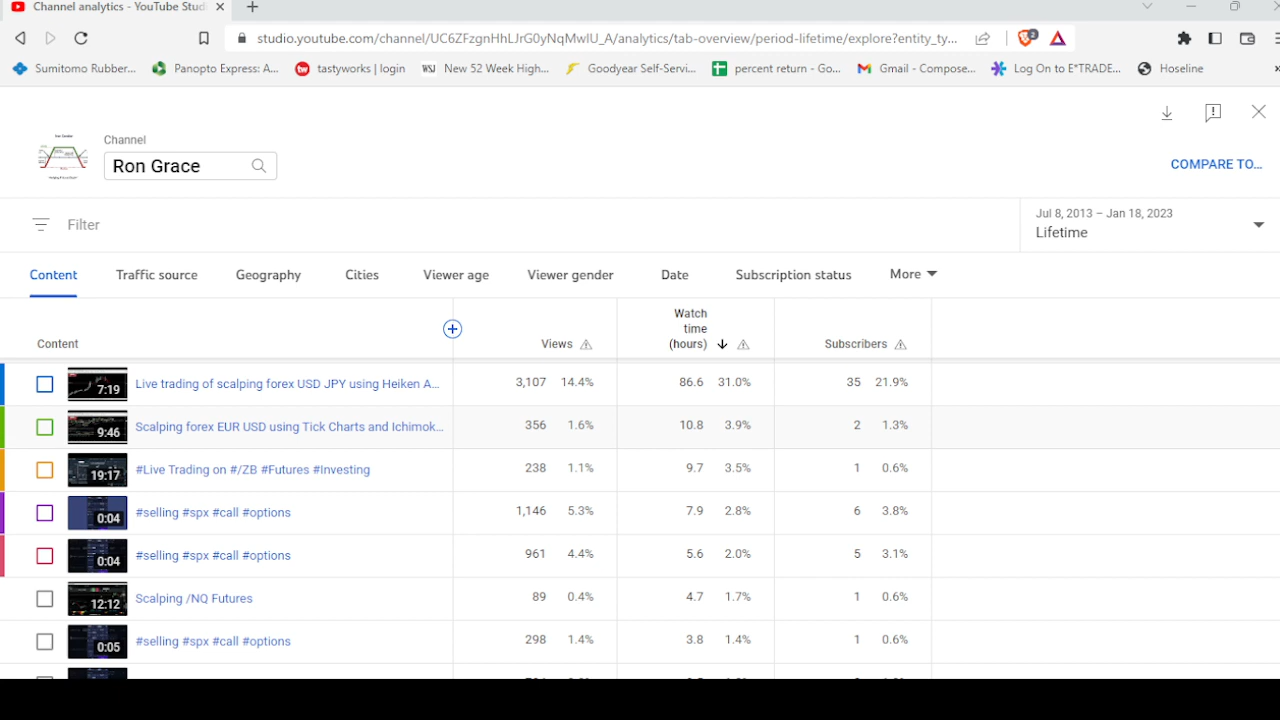 Channel analytics - YouTube Studi
studio.youtube.com/channel/UC6ZFzgnHhLJrG0yNqMwIU_A/analytics/tab-overview/period-lifetime/explore?entity_ty...
2
Sumitomo Rubber... Panopto Express: A... tw tastyworks | login WSJ New 52 Week High... Goodyear Self-Servi... percent return - Go... Gmail - Compose... Log On to E*TRADE... Hoseline
Channel
Ron Grace
COMPARE TO...
Filter
Jul 8, 2013 – Jan 18, 2023
Lifetime
Content Traffic source Geography Cities Viewer age Viewer gender Date Subscription status More
Content Views Watch time (hours) Subscribers
7:19 Live trading of scalping forex USD JPY using Heiken A... 3,107 14.4% 86.6 31.0% 35 21.9%
9:46 Scalping forex EUR USD using Tick Charts and Ichimok... 356 1.6% 10.8 3.9% 2 1.3%
19:17 #Live Trading on #/ZB #Futures #Investing 238 1.1% 9.7 3.5% 1 0.6%
0:04 #selling #spx #call #options 1,146 5.3% 7.9 2.8% 6 3.8%
0:04 #selling #spx #call #options 961 4.4% 5.6 2.0% 5 3.1%
12:12 Scalping /NQ Futures 89 0.4% 4.7 1.7% 1 0.6%
0:05 #selling #spx #call #options 298 1.4% 3.8 1.4% 1 0.6%